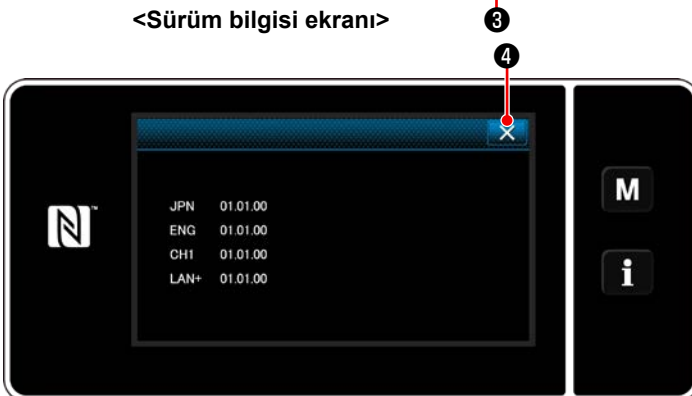 <Sürüm bilgisi ekranı>
❸
❹
JPN 01.01.00
ENG 01.01.00
CH1 01.01.00
LAN+ 01.01.00
N™
M
i